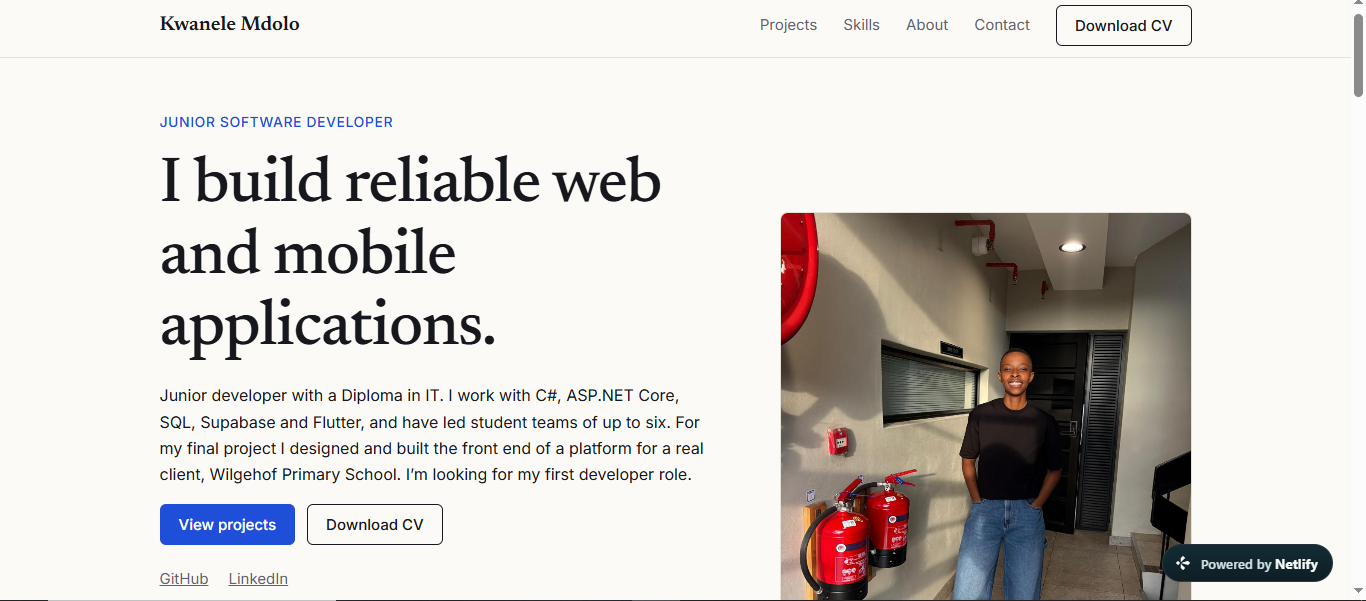 Kwanele Mdolo
Projects
Skills
About
Contact
Download CV
JUNIOR SOFTWARE DEVELOPER
I build reliable web
and mobile
applications.
Junior developer with a Diploma in IT. I work with C#, ASP.NET Core,
SQL, Supabase and Flutter, and have led student teams of up to six. For
my final project I designed and built the front end of a platform for a real
client, Wilgehof Primary School. I’m looking for my first developer role.
View projects
Download CV
GitHub
LinkedIn
Powered by Netlify